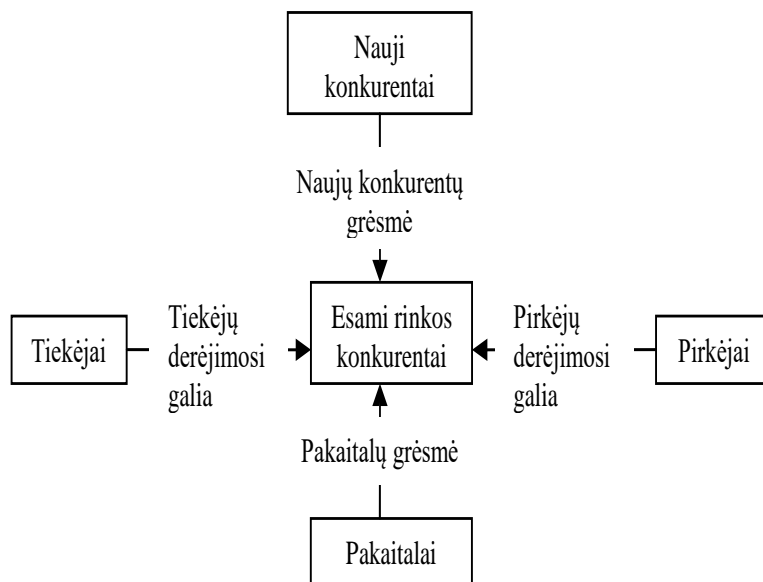 Nauji
konkurentai
Naujų konkurentų
grėsmė
Tiekėjai
Tiekėjų
derėjimosi
galia
Esami rinkos
konkurentai
Pirkėjų
derėjimosi
galia
Pirkėjai
Pakaitalų grėsmė
Pakaitalai